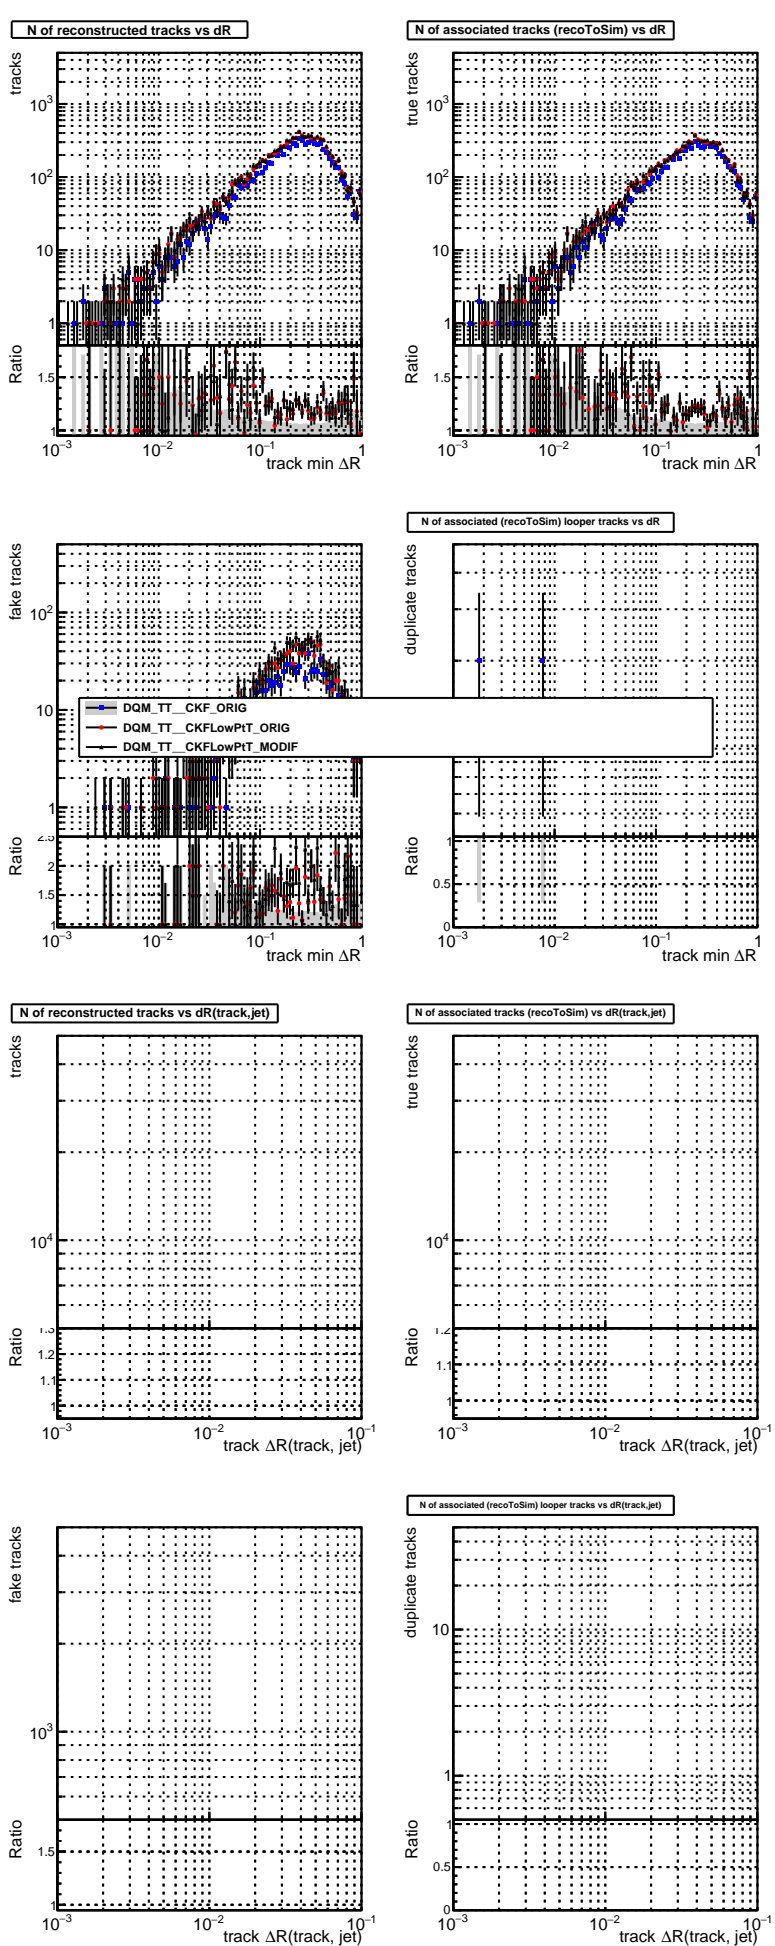 N of reconstructed tracks vs dR
tracks
10³
10²
10
1
Ratio
1.5
1
10⁻³
10⁻²
10⁻¹
1
track min ΔR
N of associated tracks (recoToSim) vs dR
true tracks
10³
10²
10
1
Ratio
1.5
1
10⁻³
10⁻²
10⁻¹
1
track min ΔR
fake tracks
10²
10
1
Ratio
2.5
2
1.5
1
10⁻³
10⁻²
10⁻¹
1
track min ΔR
N of associated (recoToSim) looper tracks vs dR
duplicate tracks
Ratio
1
0.5
0
10⁻³
10⁻²
10⁻¹
1
track min ΔR
DQM_TT__CKF_ORIG
DQM_TT__CKFLowPtT_ORIG
DQM_TT__CKFLowPtT_MODIF
N of reconstructed tracks vs dR(track,jet)
tracks
10⁴
Ratio
1.3
1.2
1.1
1
10⁻³
10⁻²
10⁻¹
track ΔR(track, jet)
N of associated tracks (recoToSim) vs dR(track,jet)
true tracks
10⁴
Ratio
1.2
1.1
1
10⁻³
10⁻²
10⁻¹
track ΔR(track, jet)
fake tracks
10³
Ratio
1.5
1
10⁻³
10⁻²
10⁻¹
track ΔR(track, jet)
N of associated (recoToSim) looper tracks vs dR(track,jet)
duplicate tracks
10
1
Ratio
1
0.5
0
10⁻³
10⁻²
10⁻¹
track ΔR(track, jet)